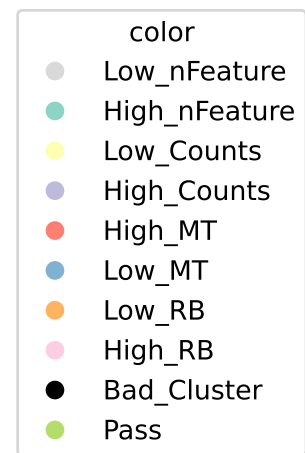 color
Low_nFeature
High_nFeature
Low_Counts
High_Counts
High_MT
Low_MT
Low_RB
High_RB
Bad_Cluster
Pass